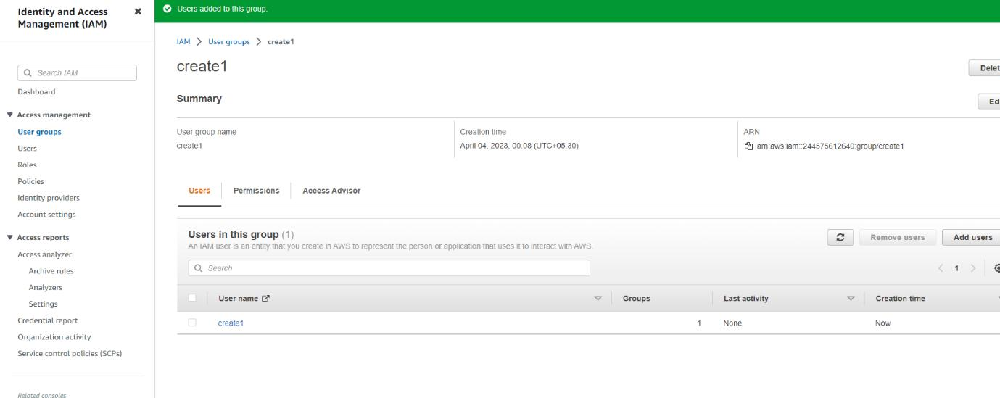 Identity and Access
Management (IAM)
Search IAM
Dashboard
Access management
User groups
Users
Roles
Policies
Identity providers
Account settings
Access reports
Access analyzer
Archive rules
Analyzers
Settings
Credential report
Organization activity
Service control policies (SCPs)
Related consoles
Users added to this group.
IAM > User groups > create1
create1
Delet
Summary
Ed
User group name
create1
Creation time
April 04, 2023, 00:08 (UTC+05:30)
ARN
arn:aws:iam::244575612640:group/create1
Users Permissions Access Advisor
Users in this group (1)
An IAM user is an entity that you create in AWS to represent the person or application that uses it to interact with AWS.
Remove users Add users
Search
1
User name Groups Last activity Creation time
create1 1 None Now